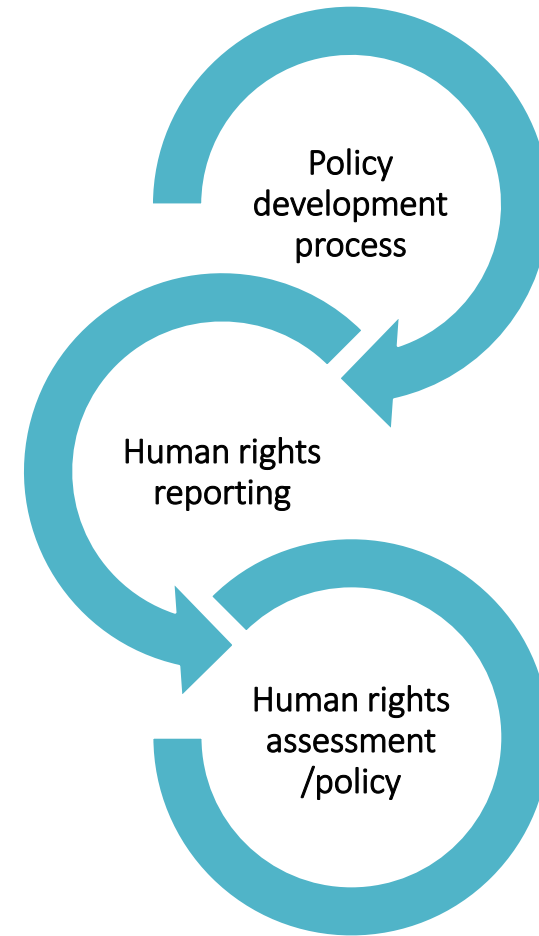 Policy
development
process
Human rights
reporting
Human rights
assessment
/policy